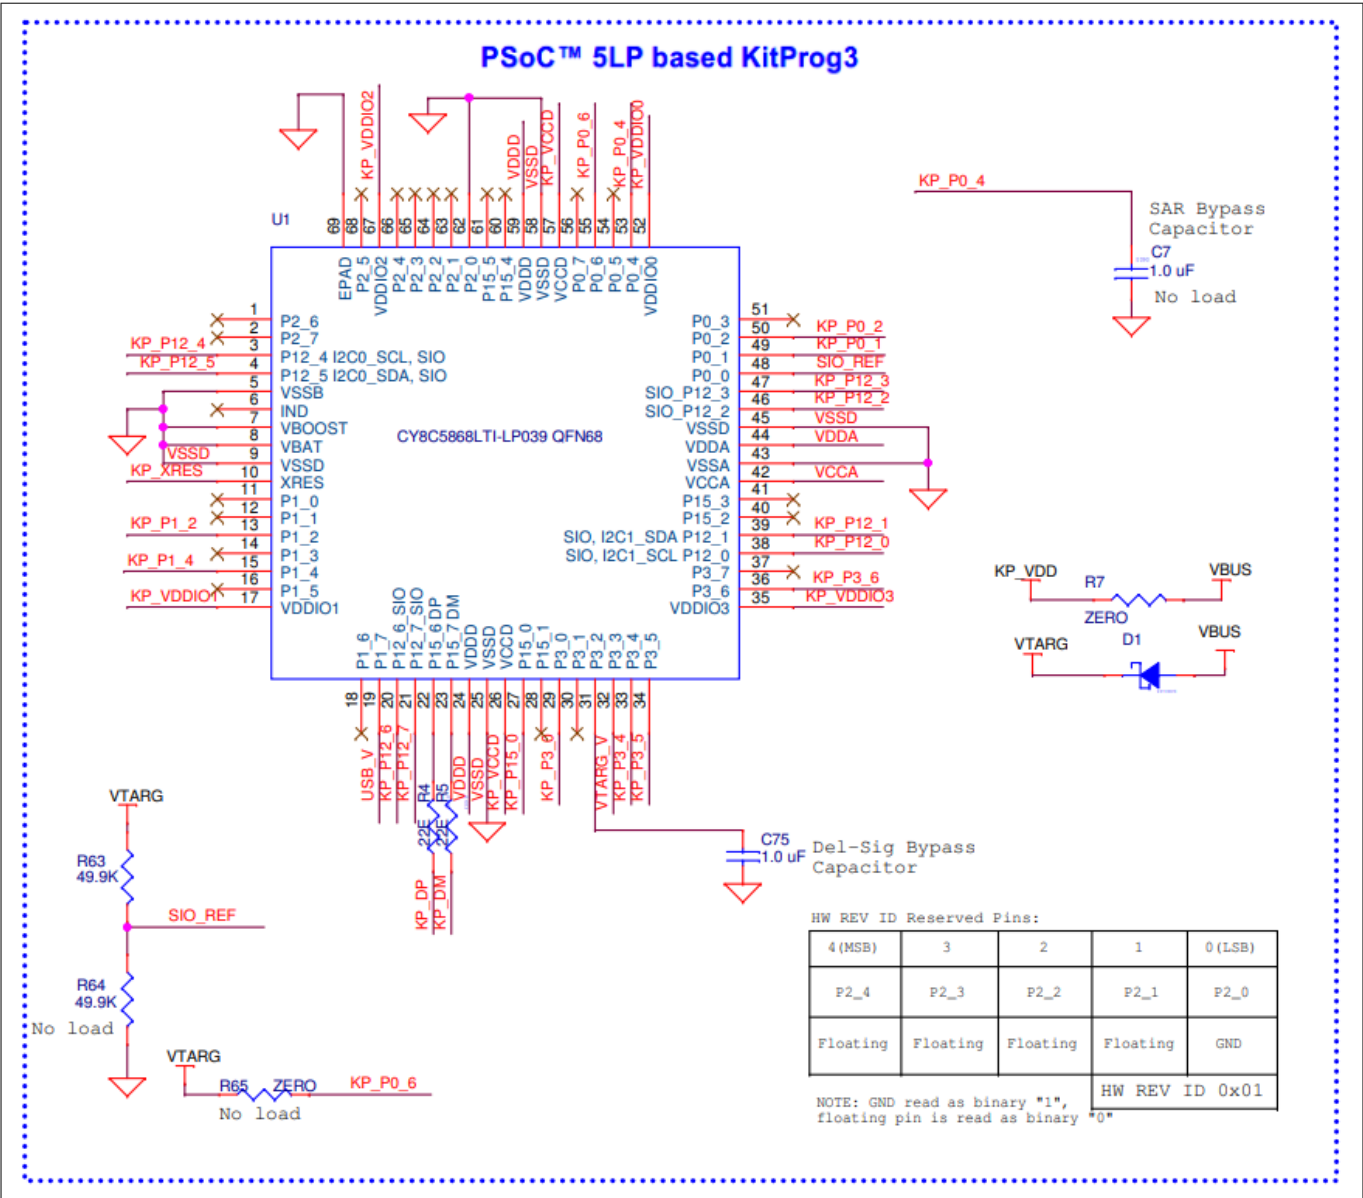 PSoC™ 5LP based KitProg3
KP_VDDIO2
VDDD
VSSD
KP_VCCD
KP_P0_6
KP_P0_4
KP_VDDIO0
U1
69
68
67
66
65
64
63
62
61
60
59
58
57
56
55
54
53
52
EPAD
P2_5
VDDIO2
P2_4
P2_3
P2_2
P2_1
P2_0
P15_5
P15_4
VDDD
VSSD
VCCD
P0_7
P0_6
P0_5
P0_4
VDDIO0
KP_P0_4
SAR Bypass
Capacitor
C7
1.0 uF
No load
1 P2_6
2 P2_7
KP_P12_4 3 P12_4 I2C0_SCL, SIO
KP_P12_5 4 P12_5 I2C0_SDA, SIO
5 VSSB
6 IND
7 VBOOST
8 VBAT
VSSD 9 VSSD
KP_XRES 10 XRES
11 P1_0
12 P1_1
KP_P1_2 13 P1_2
14 P1_3
KP_P1_4 15 P1_4
16 P1_5
KP_VDDIO1 17 VDDIO1
CY8C5868LTI-LP039 QFN68
P0_3 51
P0_2 50 KP_P0_2
P0_1 49 KP_P0_1
P0_0 48 SIO_REF
SIO_P12_3 47 KP_P12_3
SIO_P12_2 46 KP_P12_2
VSSD 45 VSSD
VDDA 44 VDDA
VSSA 43
VCCA 42 VCCA
P15_3 41
P15_2 40
SIO, I2C1_SDA P12_1 39 KP_P12_1
SIO, I2C1_SCL P12_0 38 KP_P12_0
P3_7 37
P3_6 36 KP_P3_6
VDDIO3 35 KP_VDDIO3
P1_6
P1_7
P12_6_SIO
P12_7_SIO
P15_6 DP
P15_7 DM
VDDD
VSSD
VCCD
P15_0
P15_1
P3_0
P3_1
P3_2
P3_3
P3_4
P3_5
18
19
20
21
22
23
24
25
26
27
28
29
30
31
32
33
34
USB_V
KP_P12_6
KP_P12_7
R4
22E
R5
22E
VDDD
VSSD
KP_VCCD
KP_P15_0
KP_P3_0
VTARG_V
KP_P3_4
KP_P3_5
KP_DP
KP_DM
KP_VDD
R7
ZERO
VBUS
VTARG
D1
VBUS
C75
1.0 uF
Del-Sig Bypass
Capacitor
VTARG
R63
49.9K
SIO_REF
R64
49.9K
No load
VTARG
R65 ZERO
KP_P0_6
No load
HW REV ID Reserved Pins:
4(MSB) 3 2 1 0(LSB)
P2_4 P2_3 P2_2 P2_1 P2_0
Floating Floating Floating Floating GND
HW REV ID 0x01
NOTE: GND read as binary "1",
floating pin is read as binary "0"